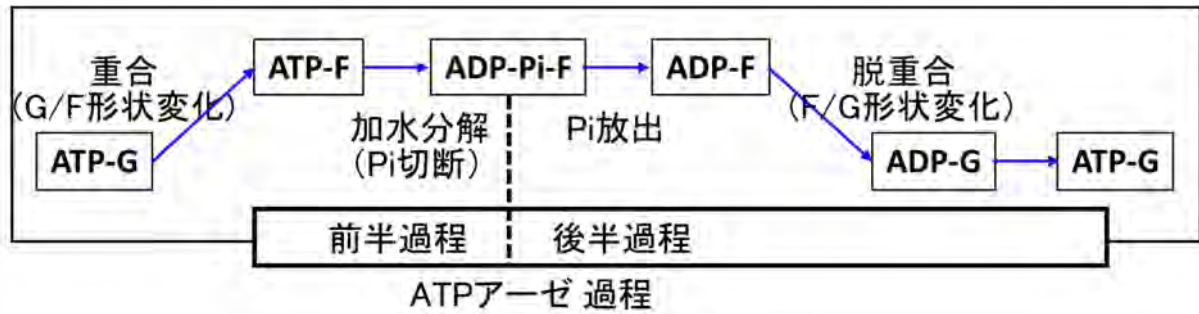 重合
(G/F形状変化)
ATP-G
ATP-F
加水分解
(Pi切断)
ADP-Pi-F
Pi放出
ADP-F
脱重合
(F/G形状変化)
ADP-G
ATP-G
前半過程
後半過程
ATPアーゼ 過程